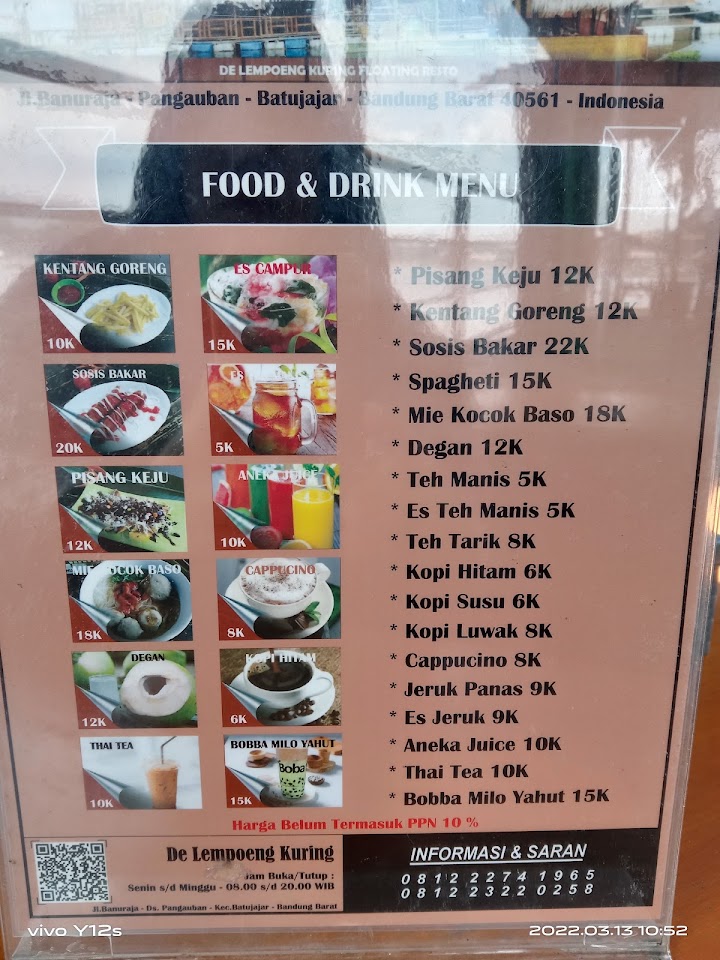 DE LEMPOENG KURING FLOATING RESTO
Jl.Banuraja - Pangauban - Batujajar - Bandung Barat 40561 - Indonesia
FOOD & DRINK MENU
KENTANG GORENG
10K
ES CAMPUR
15K
SOSIS BAKAR
20K
ES
5K
PISANG KEJU
12K
ANEKA JUICE
10K
MIE KOCOK BASO
18K
CAPPUCINO
8K
DEGAN
12K
KOPI HITAM
6K
THAI TEA
10K
BOBBA MILO YAHUT
Boba
15K
* Pisang Keju 12K
* Kentang Goreng 12K
* Sosis Bakar 22K
* Spagheti 15K
* Mie Kocok Baso 18K
* Degan 12K
* Teh Manis 5K
* Es Teh Manis 5K
* Teh Tarik 8K
* Kopi Hitam 6K
* Kopi Susu 6K
* Kopi Luwak 8K
* Cappucino 8K
* Jeruk Panas 9K
* Es Jeruk 9K
* Aneka Juice 10K
* Thai Tea 10K
* Bobba Milo Yahut 15K
Harga Belum Termasuk PPN 10 %
De Lempoeng Kuring
Jam Buka/Tutup :
Senin s/d Minggu - 08.00 s/d 20.00 WIB
Jl.Banuraja - Ds. Pangauban - Kec.Batujajar - Bandung Barat
INFORMASI & SARAN
0812 2274 1965
0812 2322 0258
vivo Y12s
2022.03.13 10:52